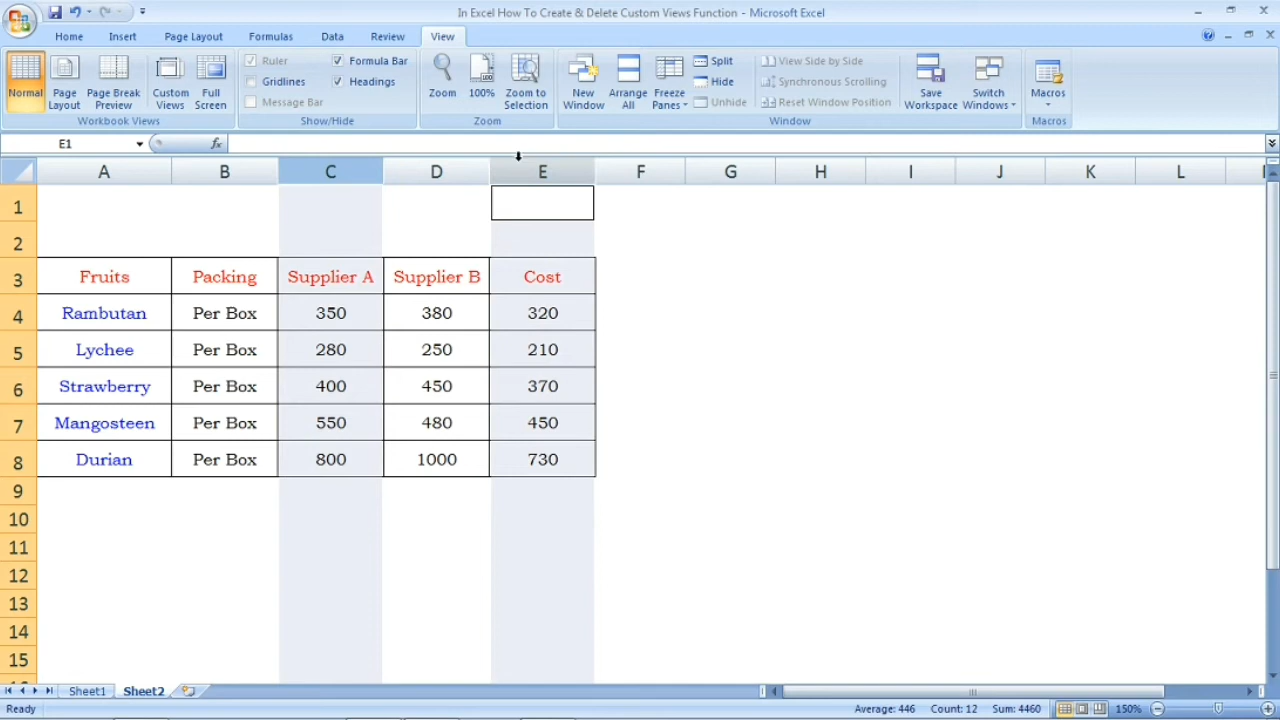 In Excel How To Create & Delete Custom Views Function - Microsoft Excel
Home Insert Page Layout Formulas Data Review View
Normal Page Layout Page Break Preview Custom Views Full Screen
Workbook Views
Ruler Formula Bar
Gridlines Headings
Message Bar
Show/Hide
Zoom 100% Zoom to Selection
Zoom
New Window Arrange All Freeze Panes
Split
Hide
Unhide
View Side by Side
Synchronous Scrolling
Reset Window Position
Save Workspace Switch Windows
Window
Macros
Macros
E1 fx
A B C D E F G H I J K L
1
2
3 Fruits Packing Supplier A Supplier B Cost
4 Rambutan Per Box 350 380 320
5 Lychee Per Box 280 250 210
6 Strawberry Per Box 400 450 370
7 Mangosteen Per Box 550 480 450
8 Durian Per Box 800 1000 730
9
10
11
12
13
14
15
Sheet1 Sheet2
Ready Average: 446 Count: 12 Sum: 4460 150%